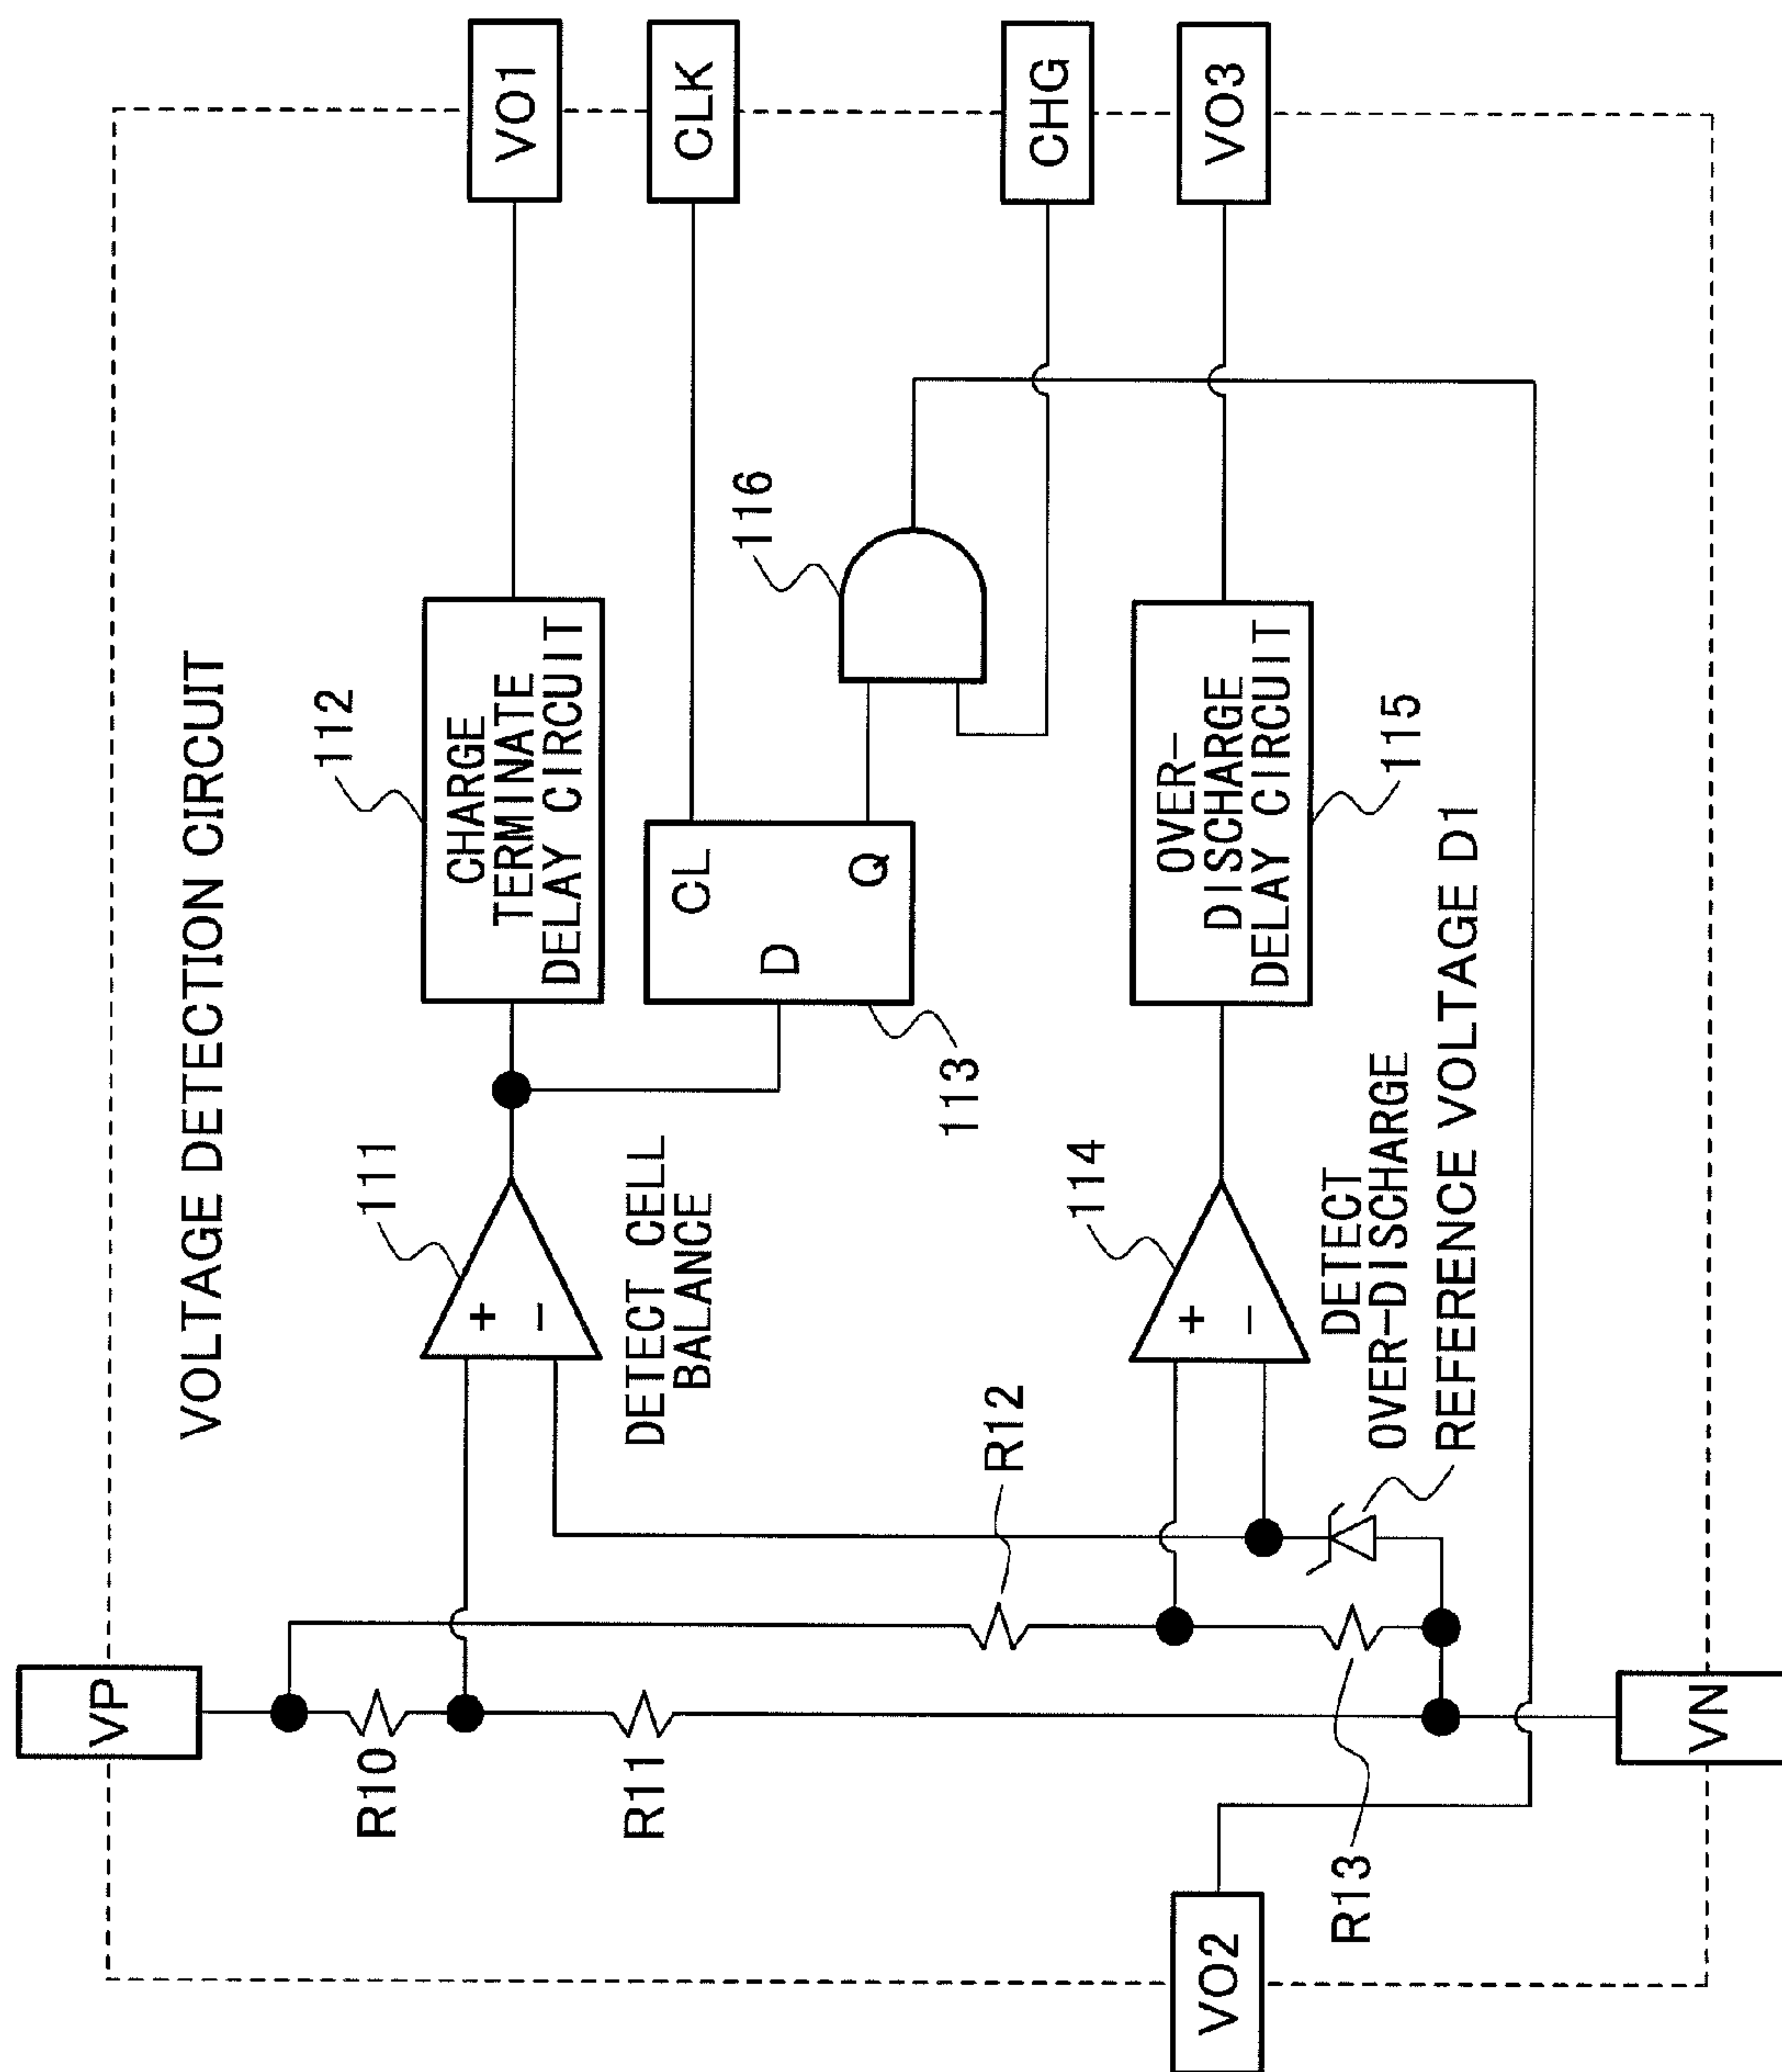 VOLTAGE DETECTION CIRCUIT
VP
VO1
R10
111
112
CHARGE
TERMINATE
DELAY CIRCUIT
+
−
R11
DETECT CELL
BALANCE
CLK
CL
D
Q
113
116
R12
CHG
114
OVER-
DISCHARGE
DELAY CIRCUIT
VO3
+
−
115
VO2
R13
DETECT
OVER-DISCHARGE
REFERENCE VOLTAGE D1
VN